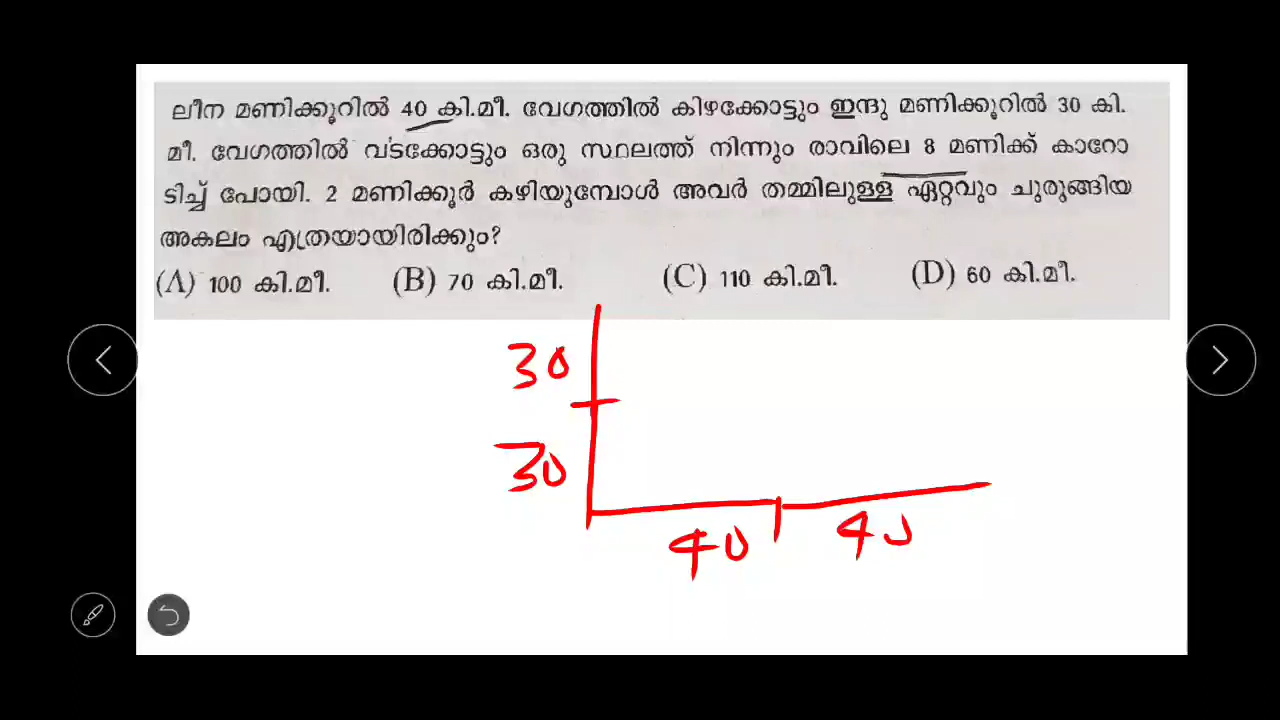 ലീന മണിക്കൂറിൽ 40 കി.മീ. വേഗത്തിൽ കിഴക്കോട്ടും ഇന്ദു മണിക്കൂറിൽ 30 കി.
മീ. വേഗത്തിൽ വടക്കോട്ടും ഒരു സ്ഥലത്ത് നിന്നും രാവിലെ 8 മണിക്ക് കാറോ
ടിച്ച് പോയി. 2 മണിക്കൂർ കഴിയുമ്പോൾ അവർ തമ്മിലുള്ള ഏറ്റവും ചുരുങ്ങിയ
അകലം എത്രയായിരിക്കും?
(A) 100 കി.മീ. (B) 70 കി.മീ. (C) 110 കി.മീ. (D) 60 കി.മീ.
30
30
40 40